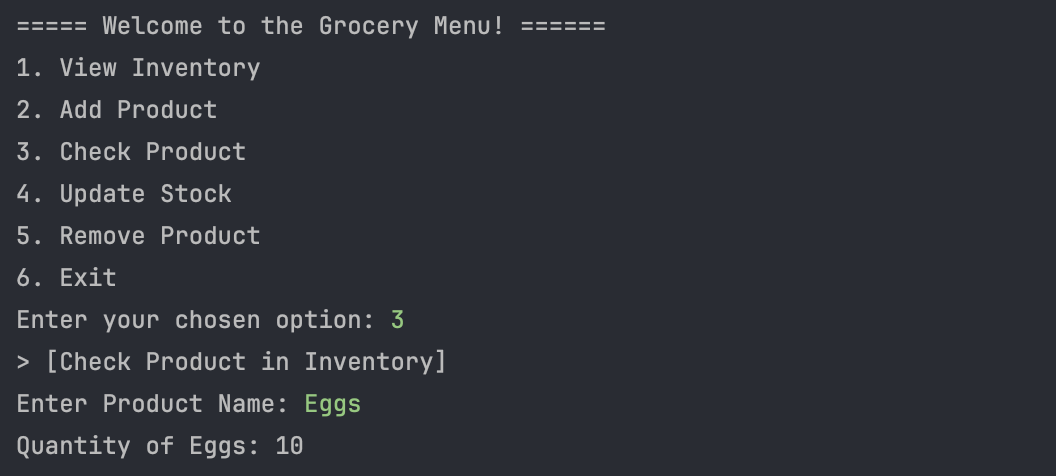 ===== Welcome to the Grocery Menu! ======
1. View Inventory
2. Add Product
3. Check Product
4. Update Stock
5. Remove Product
6. Exit
Enter your chosen option: 3
> [Check Product in Inventory]
Enter Product Name: Eggs
Quantity of Eggs: 10